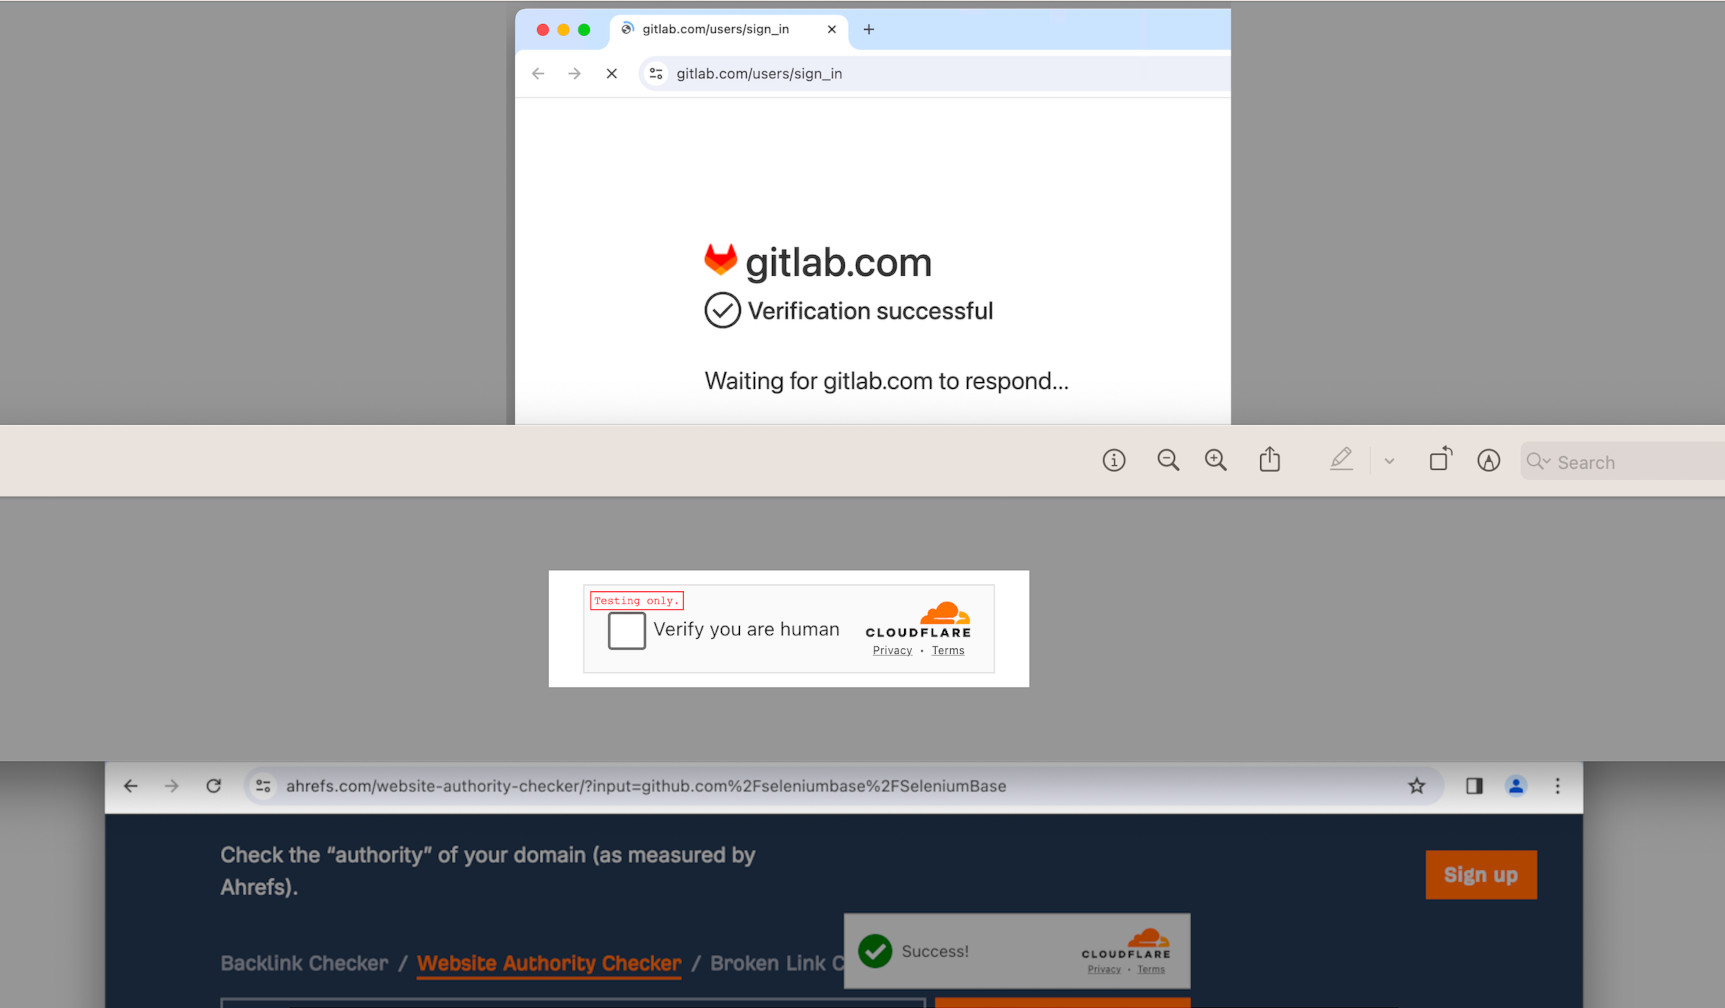 gitlab.com/users/sign_in
gitlab.com/users/sign_in
gitlab.com
Verification successful
Waiting for gitlab.com to respond...
Search
Testing only.
Verify you are human
CLOUDFLARE
Privacy • Terms
ahrefs.com/website-authority-checker/?input=github.com%2Fseleniumbase%2FSeleniumBase
Check the “authority” of your domain (as measured by
Ahrefs).
Sign up
Backlink Checker / Website Authority Checker / Broken Link C
Success!
CLOUDFLARE
Privacy • Terms